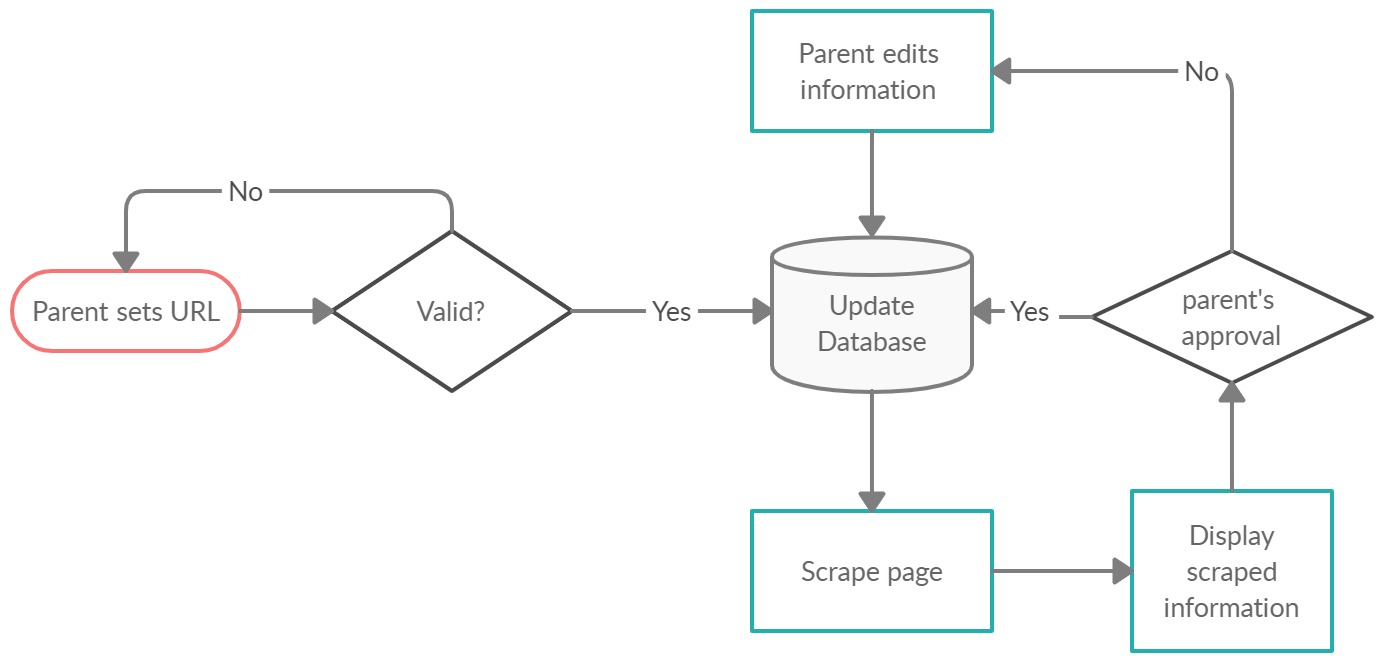 Parent edits
information
No
No
Parent sets URL
Valid?
Yes
Update
Database
Yes
parent's
approval
Scrape page
Display
scraped
information